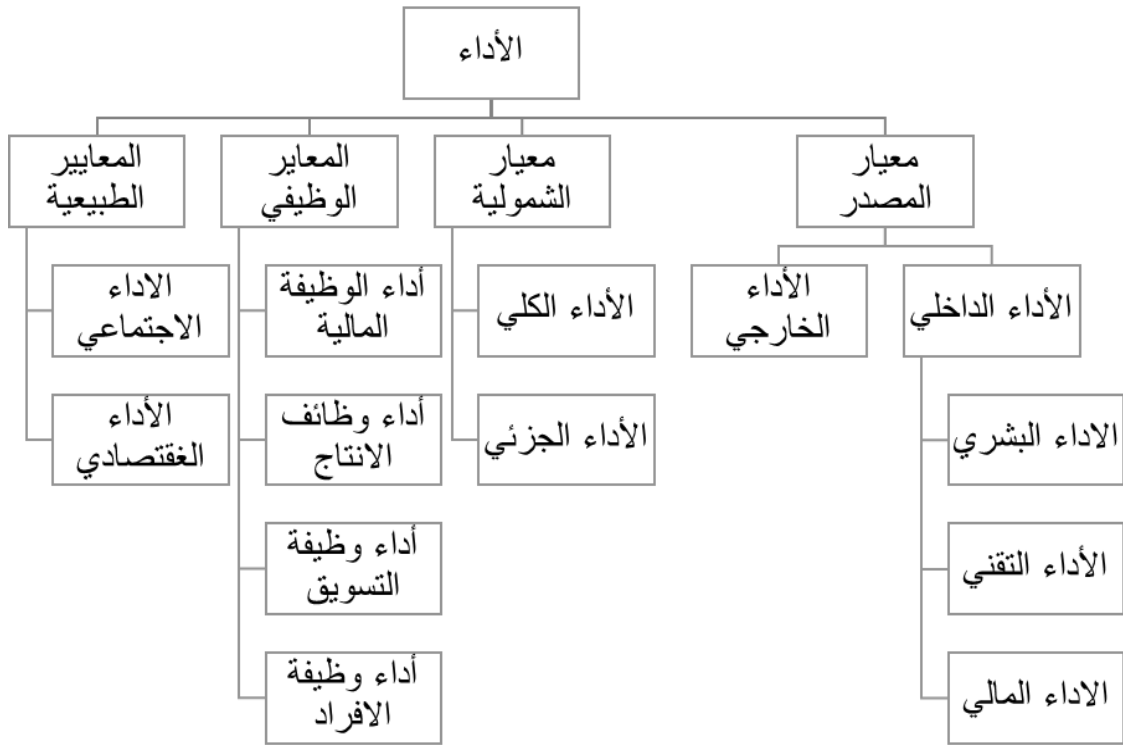 الأداء
معيار
المصدر
معيار
الشمولية
المعاير
الوظيفي
المعايير
الطبيعية
الأداء الداخلي
الأداء
الخارجي
الأداء الكلي
أداء الوظيفة
المالية
الاداء
الاجتماعي
الاداء البشري
الأداء الجزئي
أداء وظائف
الانتاج
الأداء
الغقتصادي
الأداء التقني
أداء وظيفة
التسويق
الاداء المالي
أداء وظيفة
الافراد